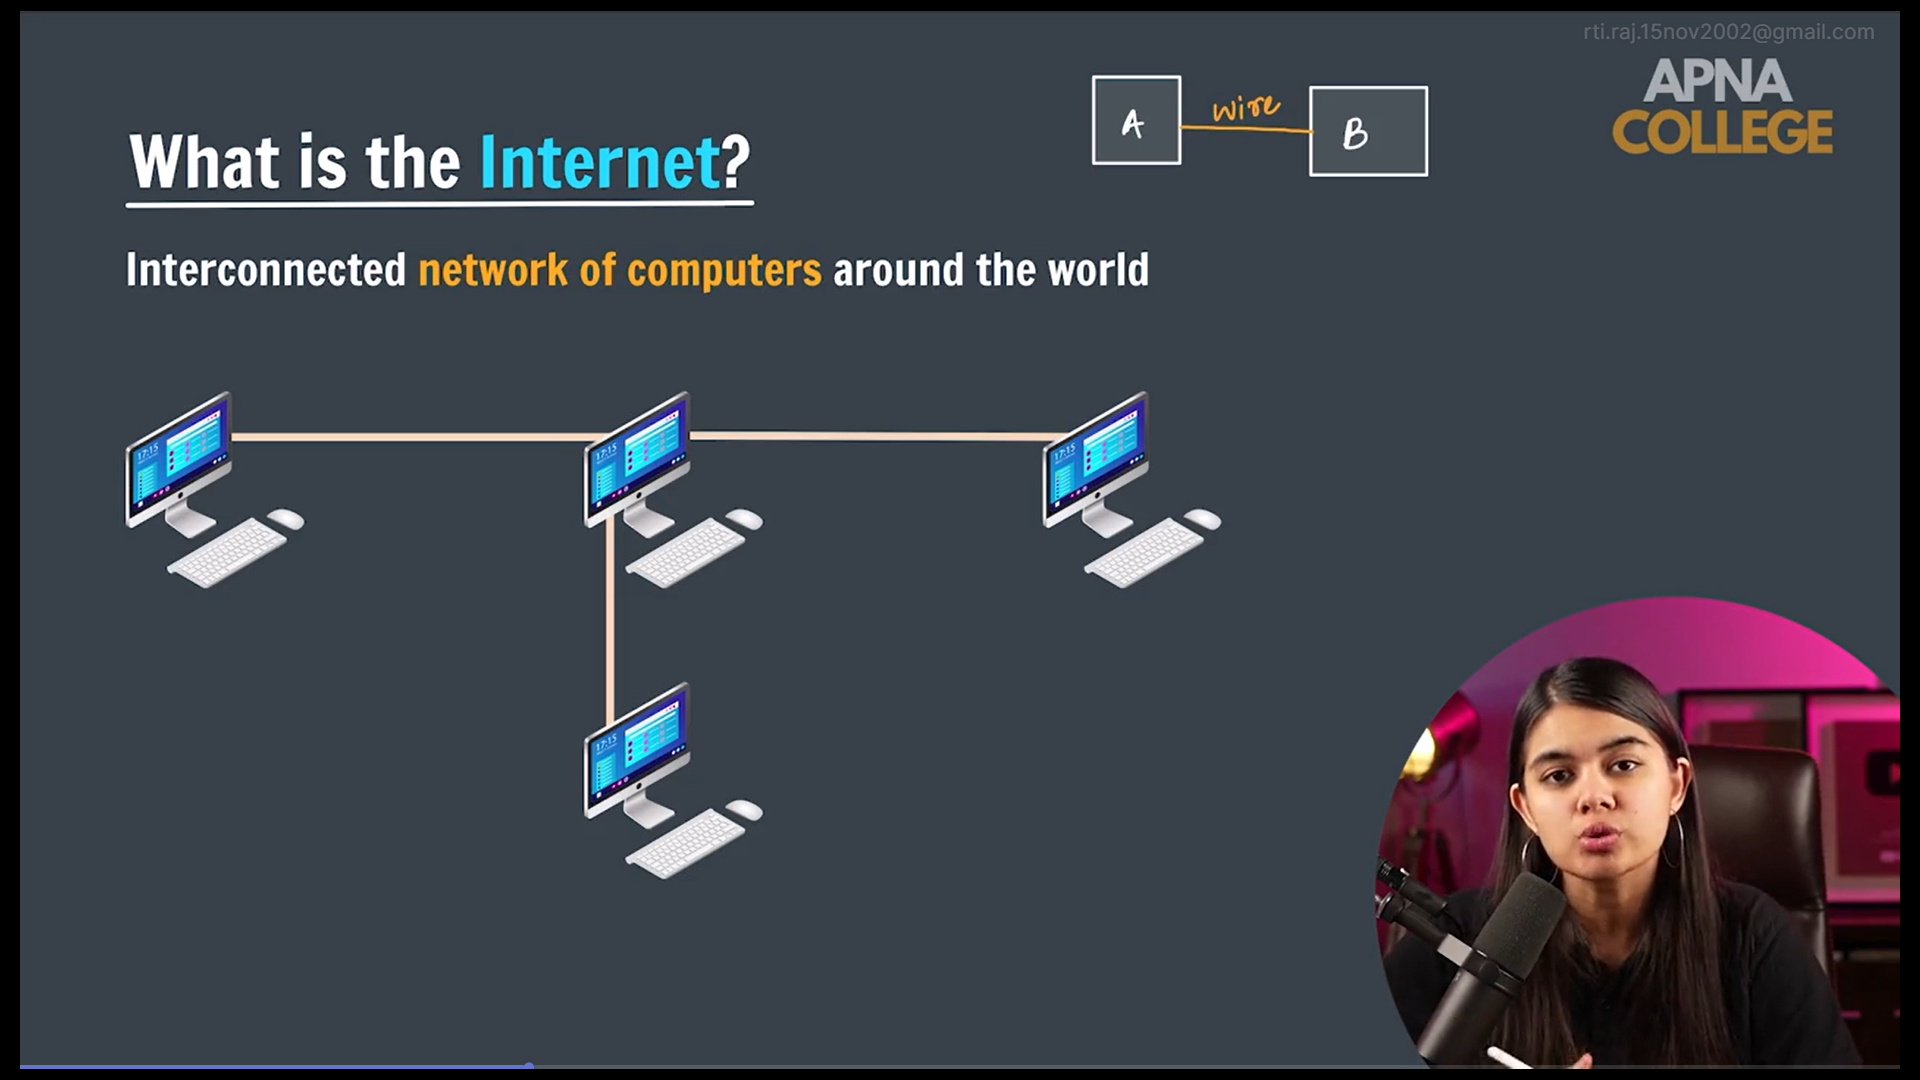 rti.raj.15nov2002@gmail.com
APNA
COLLEGE
A wire B
What is the Internet?
Interconnected network of computers around the world
17:15
17:15
17:15
17:15